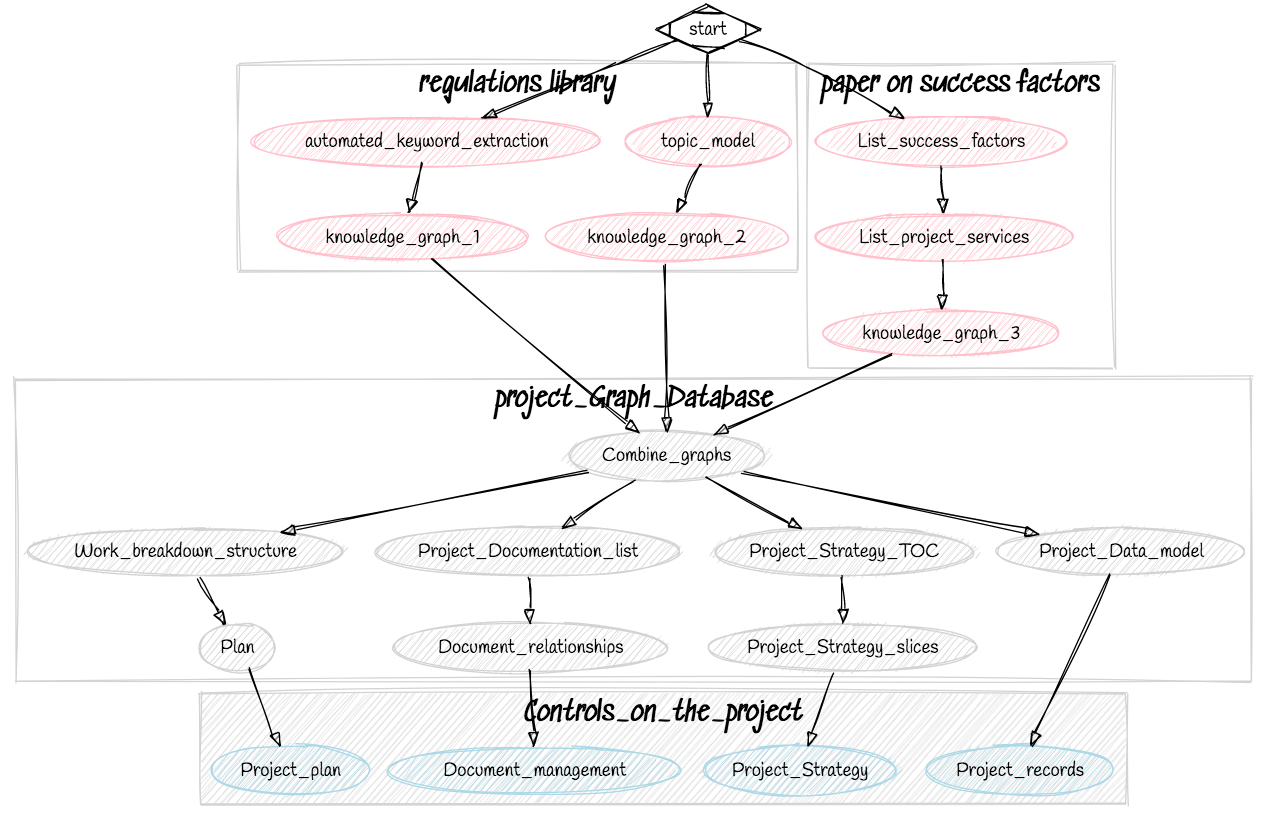 start
regulations library
paper on success factors
automated_keyword_extraction
topic_model
List_success_factors
knowledge_graph_1
knowledge_graph_2
List_project_services
knowledge_graph_3
project_Graph_Database
Combine_graphs
Work_breakdown_structure
Project_Documentation_list
Project_Strategy_TOC
Project_Data_model
Plan
Document_relationships
Project_Strategy_slices
Controls_on_the_project
Project_plan
Document_management
Project_Strategy
Project_records